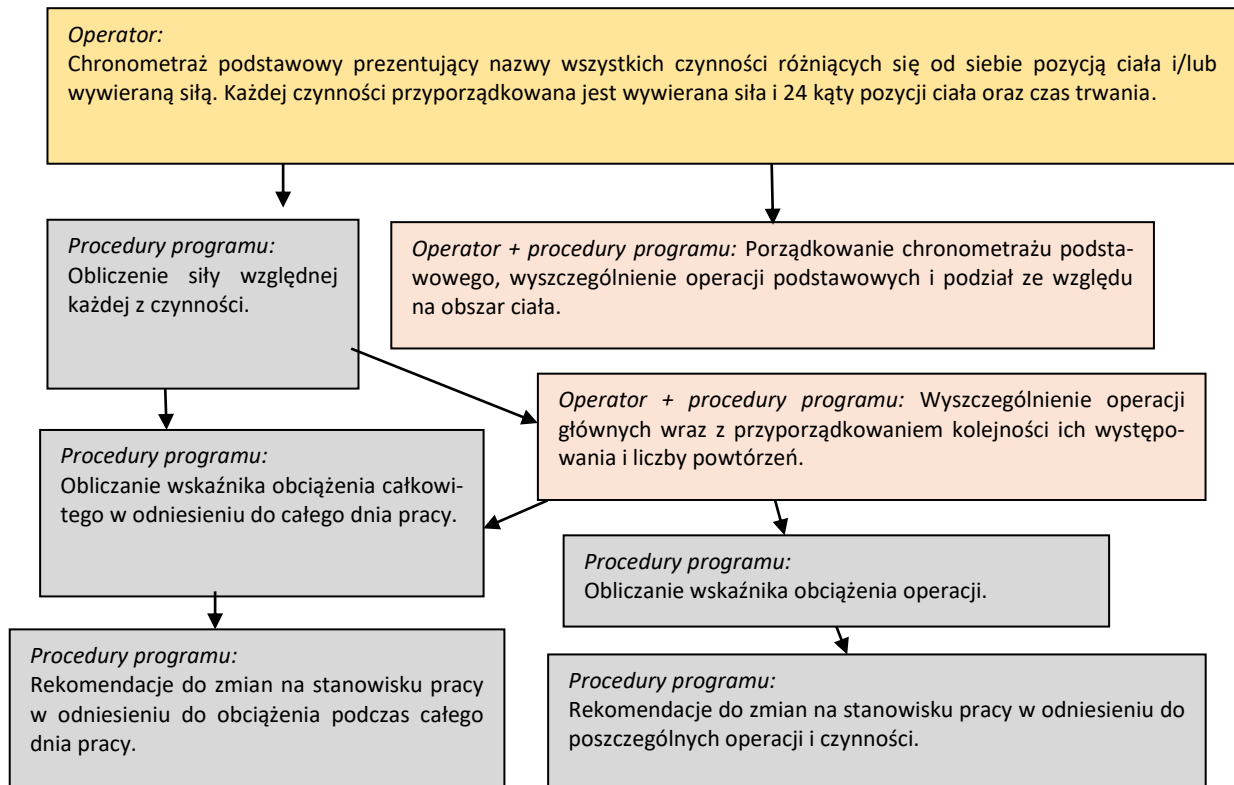 Operator:
Chronometraż podstawowy prezentujący nazwy wszystkich czynności różniących się od siebie pozycją ciała i/lub
wywieraną siłą. Każdej czynności przyporządkowana jest wywierana siła i 24 kąty pozycji ciała oraz czas trwania.
Procedury programu:
Obliczenie siły względnej
każdej z czynności.
Operator + procedury programu: Porządkowanie chronometrażu podsta-
wowego, wyszczególnienie operacji podstawowych i podział ze względu
na obszar ciała.
Operator + procedury programu: Wyszczególnienie operacji
głównych wraz z przyporządkowaniem kolejności ich występo-
wania i liczby powtórzeń.
Procedury programu:
Obliczanie wskaźnika obciążenia całkowi-
tego w odniesieniu do całego dnia pracy.
Procedury programu:
Obliczanie wskaźnika obciążenia operacji.
Procedury programu:
Rekomendacje do zmian na stanowisku pracy
w odniesieniu do obciążenia podczas całego
dnia pracy.
Procedury programu:
Rekomendacje do zmian na stanowisku pracy w odniesieniu do
poszczególnych operacji i czynności.